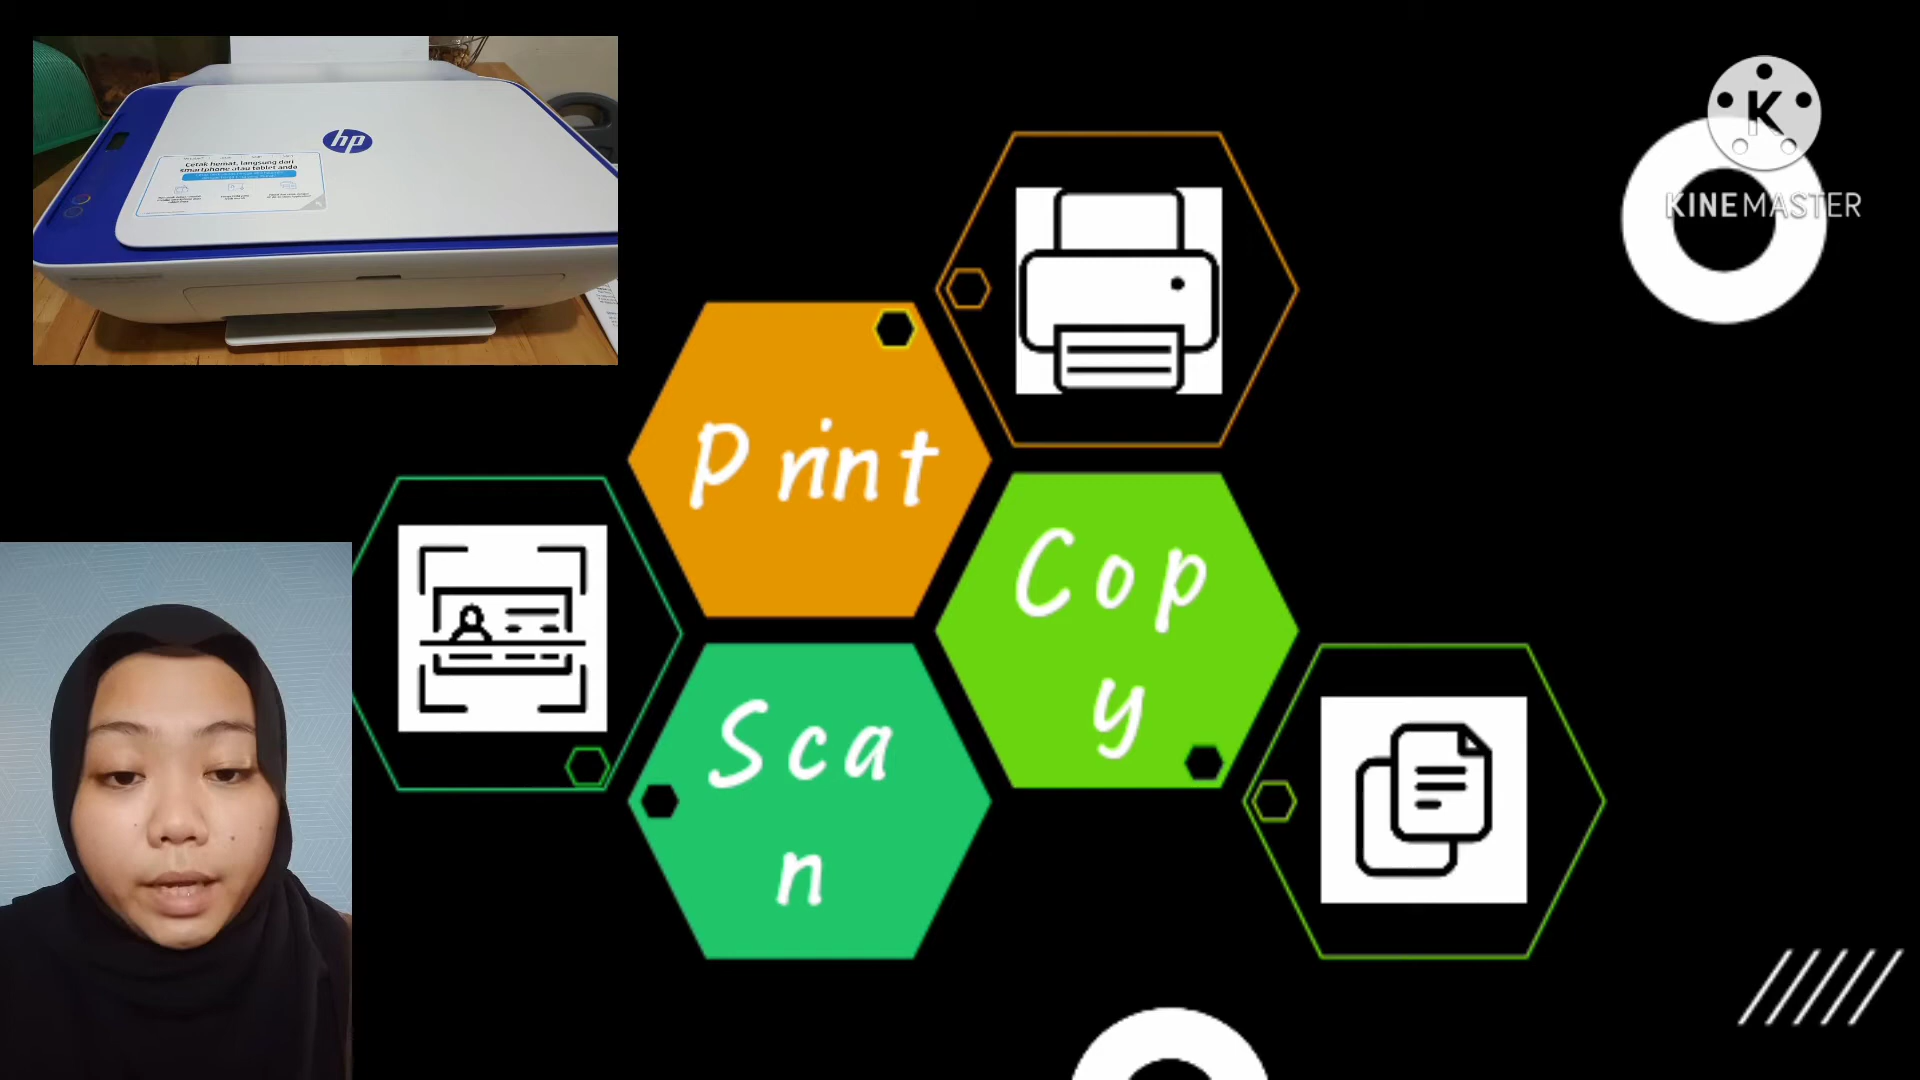 hp
Cetak hemat, langsung dari
smartphone atau tablet anda
K
KINEMASTER
Print
Cop
y
Sca
n